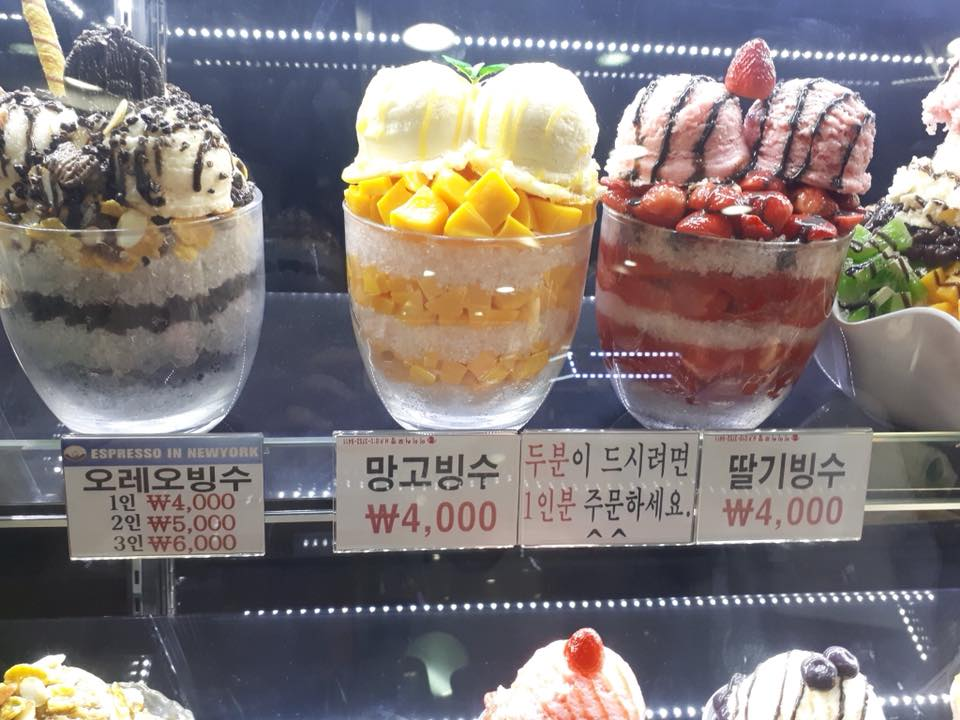 ESPRESSO IN NEWYORK
오레오빙수
1인 ₩4,000
2인 ₩5,000
3인 ₩6,000
망고빙수
₩4,000
두분이 드시려면
1인분 주문하세요.
^^
딸기빙수
₩4,000